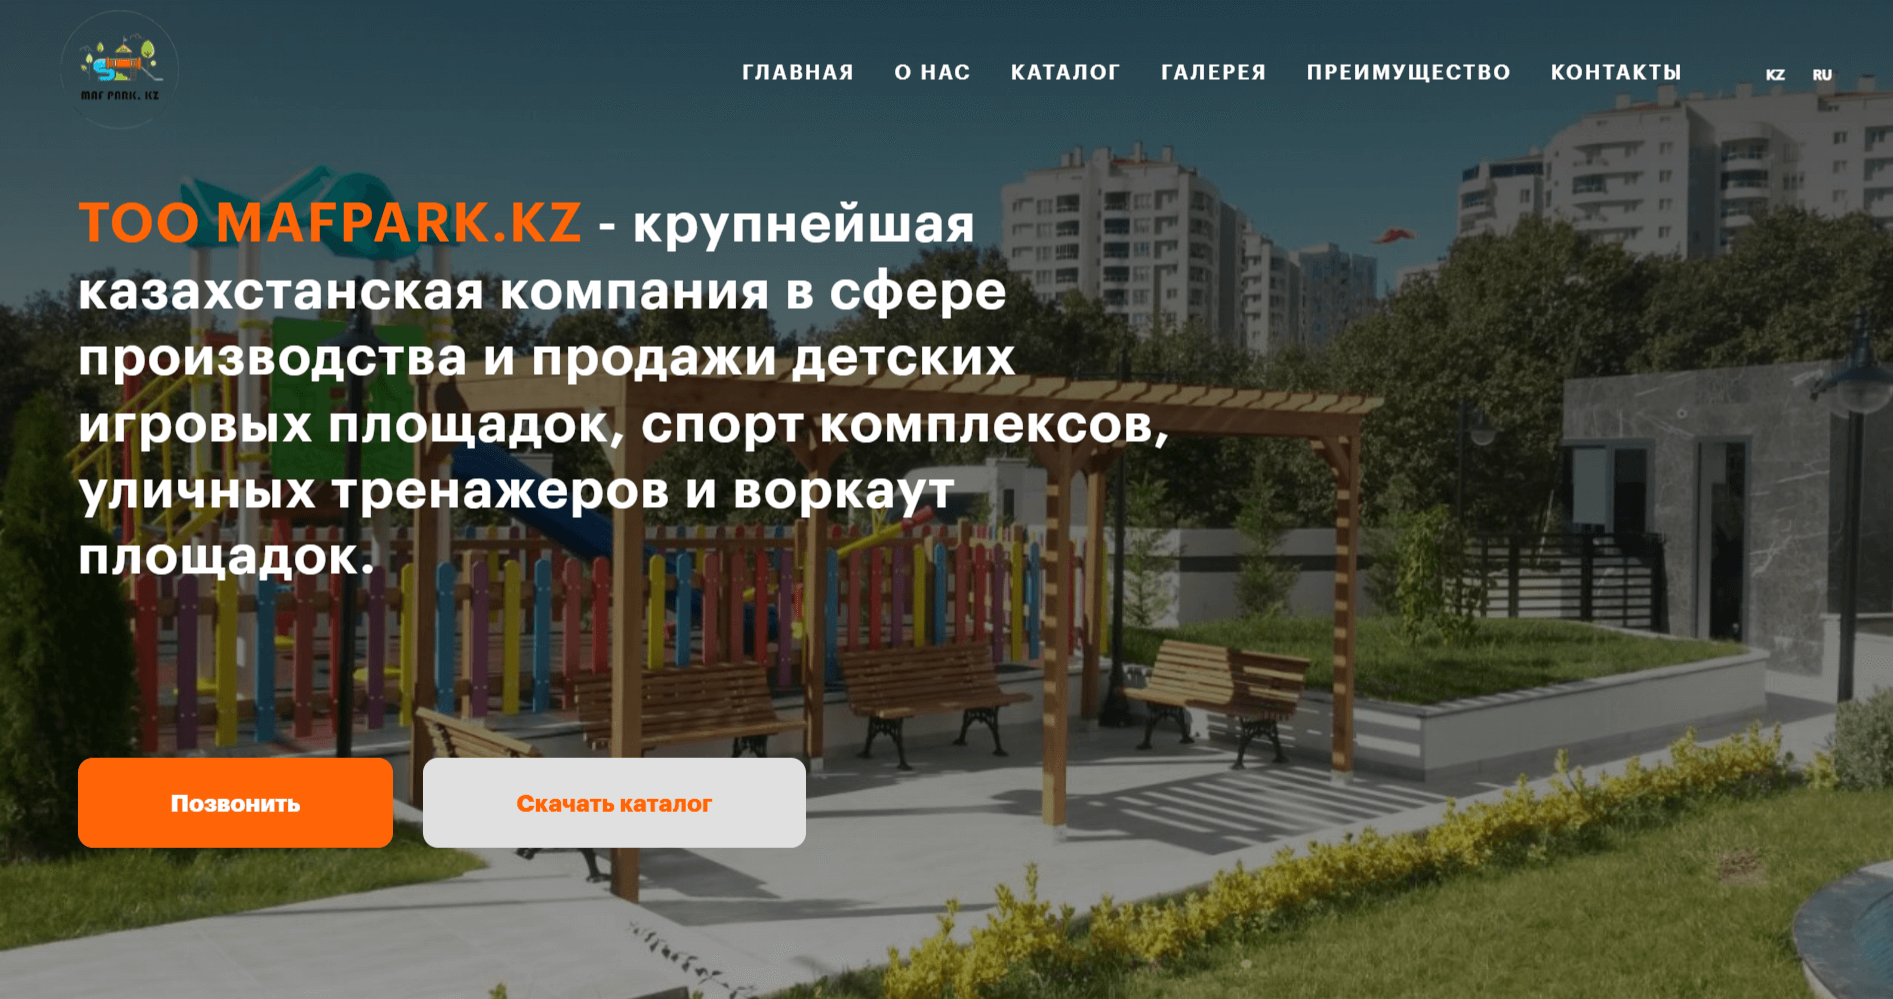 MAF PARK. KZ
ГЛАВНАЯ О НАС КАТАЛОГ ГАЛЕРЕЯ ПРЕИМУЩЕСТВО КОНТАКТЫ KZ RU
ТОО MAFPARK.KZ - крупнейшая
казахстанская компания в сфере
производства и продажи детских
игровых площадок, спорт комплексов,
уличных тренажеров и воркаут
площадок.
Позвонить Скачать каталог